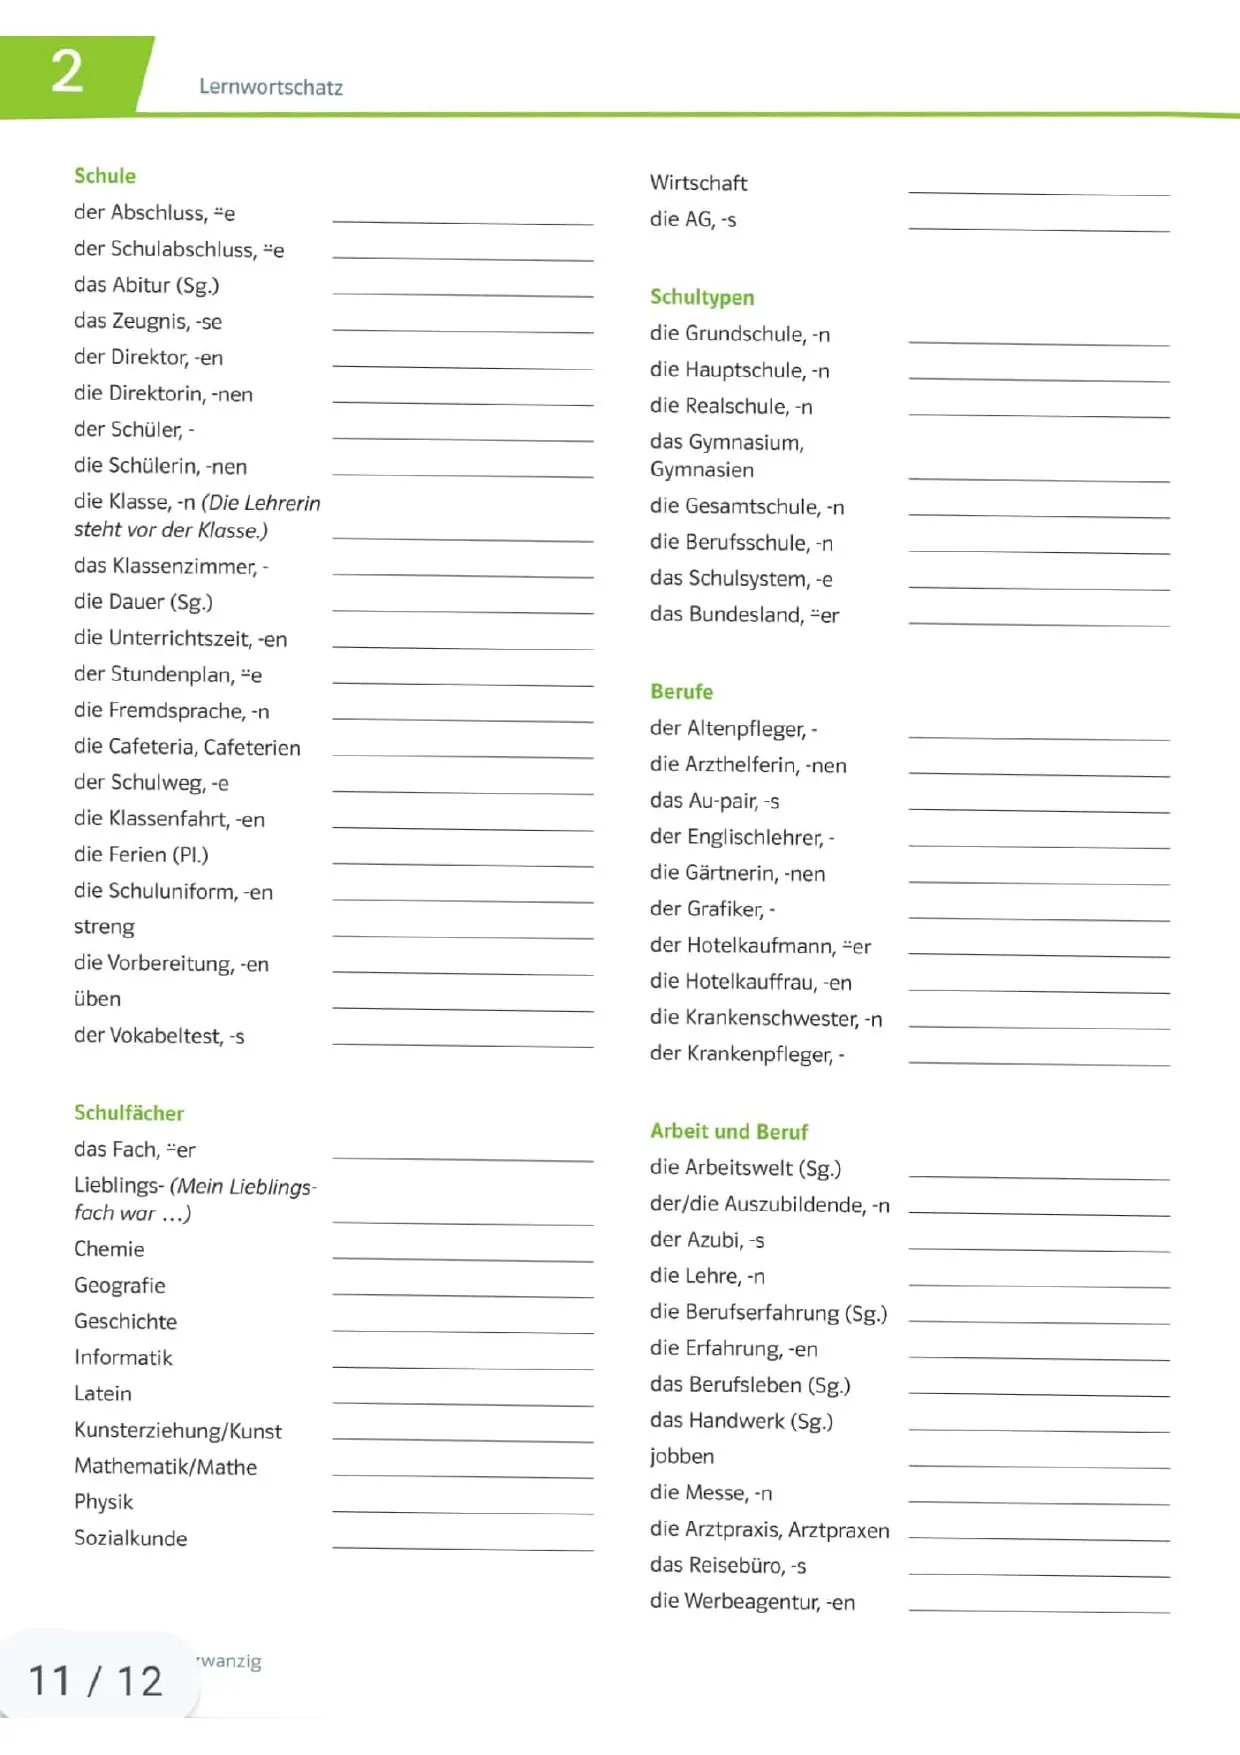 2
Lernwortschatz
Schule
der Abschluss, ⸚e
der Schulabschluss, ⸚e
das Abitur (Sg.)
das Zeugnis, -se
der Direktor, -en
die Direktorin, -nen
der Schüler, -
die Schülerin, -nen
die Klasse, -n (Die Lehrerin
steht vor der Klasse.)
das Klassenzimmer, -
die Dauer (Sg.)
die Unterrichtszeit, -en
der Stundenplan, ⸚e
die Fremdsprache, -n
die Cafeteria, Cafeterien
der Schulweg, -e
die Klassenfahrt, -en
die Ferien (Pl.)
die Schuluniform, -en
streng
die Vorbereitung, -en
üben
der Vokabeltest, -s
Schulfächer
das Fach, ⸚er
Lieblings- (Mein Lieblings-
fach war ...)
Chemie
Geografie
Geschichte
Informatik
Latein
Kunsterziehung/Kunst
Mathematik/Mathe
Physik
Sozialkunde
Wirtschaft
die AG, -s
Schultypen
die Grundschule, -n
die Hauptschule, -n
die Realschule, -n
das Gymnasium,
Gymnasien
die Gesamtschule, -n
die Berufsschule, -n
das Schulsystem, -e
das Bundesland, ⸚er
Berufe
der Altenpfleger, -
die Arzthelferin, -nen
das Au-pair, -s
der Englischlehrer, -
die Gärtnerin, -nen
der Grafiker, -
der Hotelkaufmann, ⸚er
die Hotelkauffrau, -en
die Krankenschwester, -n
der Krankenpfleger, -
Arbeit und Beruf
die Arbeitswelt (Sg.)
der/die Auszubildende, -n
der Azubi, -s
die Lehre, -n
die Berufserfahrung (Sg.)
die Erfahrung, -en
das Berufsleben (Sg.)
das Handwerk (Sg.)
jobben
die Messe, -n
die Arztpraxis, Arztpraxen
das Reisebüro, -s
die Werbeagentur, -en
wanzig
11 / 12